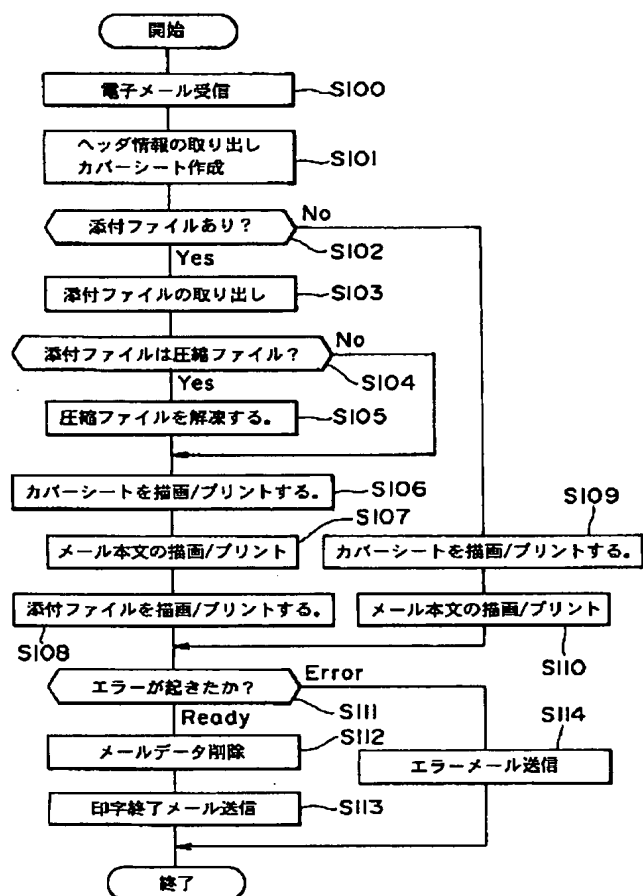 開始
電子メール受信
S100
ヘッダ情報の取り出し
カバーシート作成
S101
添付ファイルあり?
No
S102
Yes
添付ファイルの取り出し
S103
添付ファイルは圧縮ファイル?
No
S104
Yes
圧縮ファイルを解凍する。
S105
カバーシートを描画/プリントする。
S106
メール本文の描画/プリント
S107
添付ファイルを描画/プリントする。
S108
カバーシートを描画/プリントする。
S109
メール本文の描画/プリント
S110
エラーが起きたか?
Error
S111
Ready
メールデータ削除
S112
印字終了メール送信
S113
エラーメール送信
S114
終了